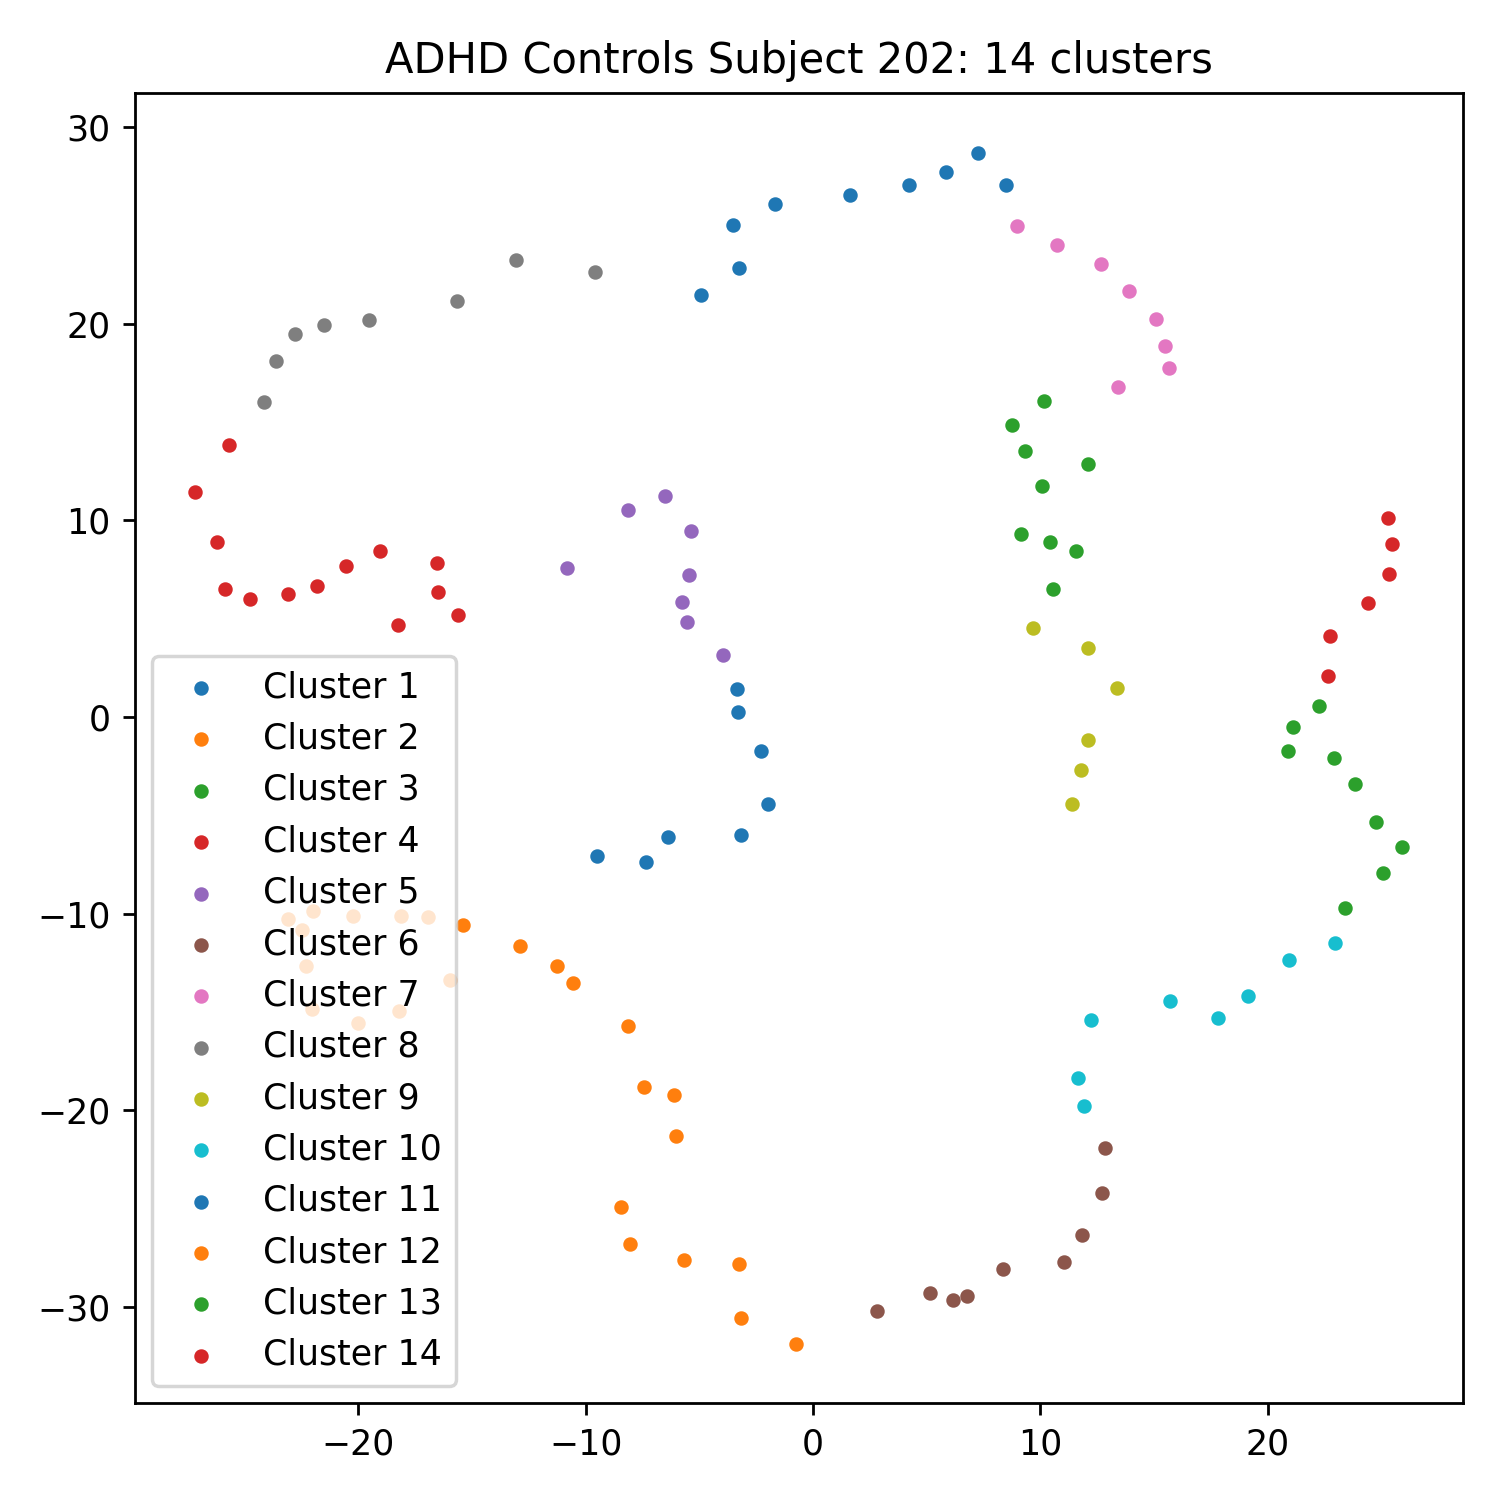 ADHD Controls Subject 202: 14 clusters
30
20
10
0
−10
−20
−30
Cluster 1
Cluster 2
Cluster 3
Cluster 4
Cluster 5
Cluster 6
Cluster 7
Cluster 8
Cluster 9
Cluster 10
Cluster 11
Cluster 12
Cluster 13
Cluster 14
−20 −10 0 10 20